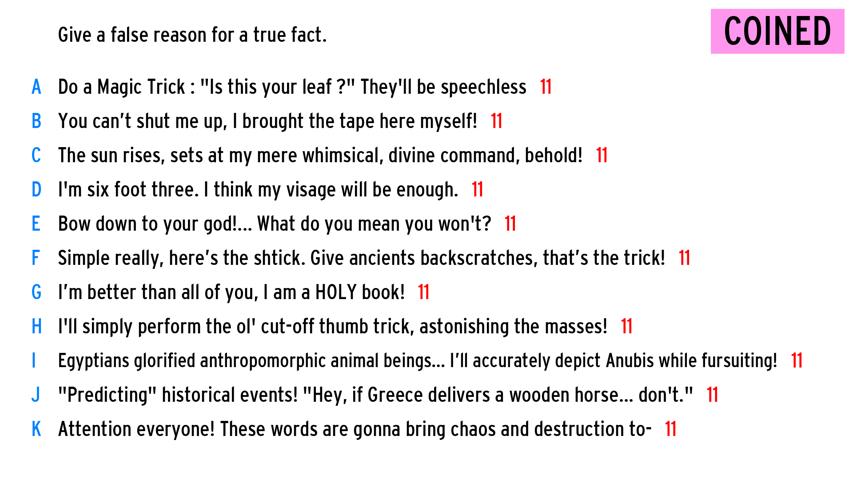 Give a false reason for a true fact.
COINED
A Do a Magic Trick : "Is this your leaf ?" They'll be speechless 11
B You can’t shut me up, I brought the tape here myself! 11
C The sun rises, sets at my mere whimsical, divine command, behold! 11
D I'm six foot three. I think my visage will be enough. 11
E Bow down to your god!... What do you mean you won't? 11
F Simple really, here’s the shtick. Give ancients backscratches, that’s the trick! 11
G I’m better than all of you, I am a HOLY book! 11
H I'll simply perform the ol' cut-off thumb trick, astonishing the masses! 11
I Egyptians glorified anthropomorphic animal beings... I’ll accurately depict Anubis while fursuiting! 11
J "Predicting" historical events! "Hey, if Greece delivers a wooden horse... don't." 11
K Attention everyone! These words are gonna bring chaos and destruction to- 11